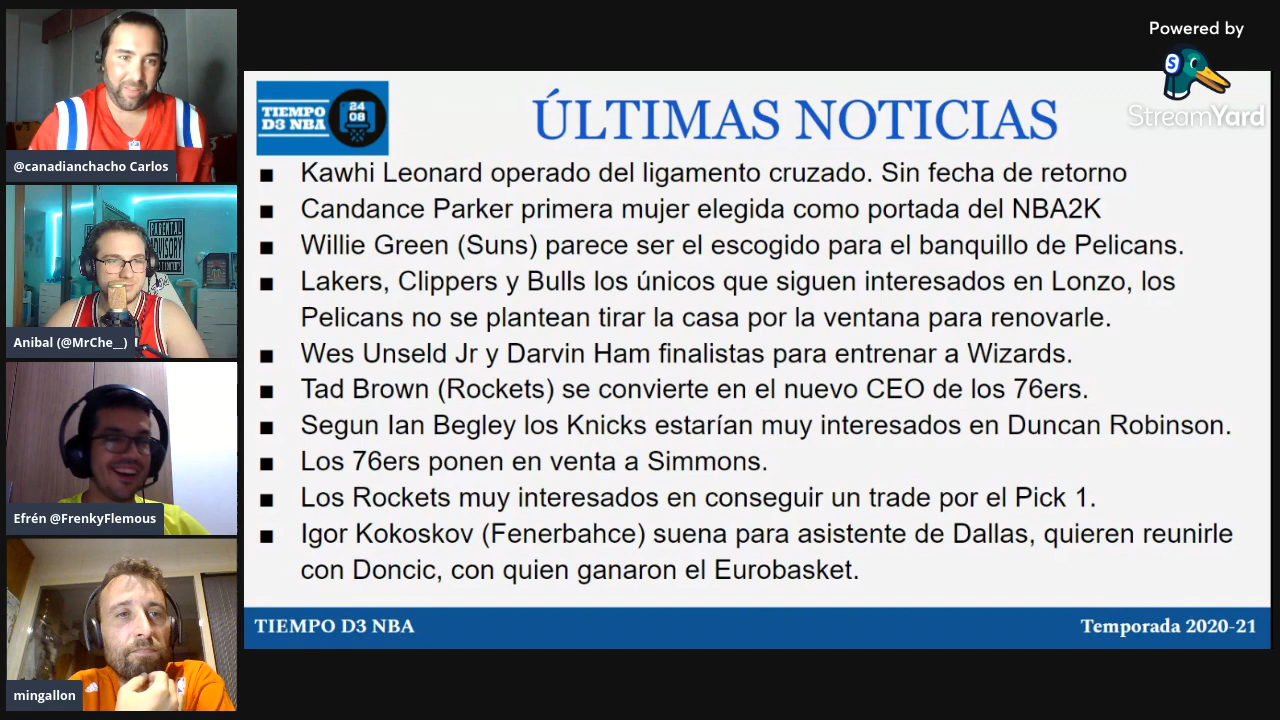 @canadianchacho Carlos
PARENTAL
ADVISORY
Anibal (@MrChe__)
Efrén @FrenkyFlemous
mingallon
Powered by
S
StreamYard
TIEMPO
D3 NBA
24
08
ÚLTIMAS NOTICIAS
■ Kawhi Leonard operado del ligamento cruzado. Sin fecha de retorno
■ Candance Parker primera mujer elegida como portada del NBA2K
■ Willie Green (Suns) parece ser el escogido para el banquillo de Pelicans.
■ Lakers, Clippers y Bulls los únicos que siguen interesados en Lonzo, los
Pelicans no se plantean tirar la casa por la ventana para renovarle.
■ Wes Unseld Jr y Darvin Ham finalistas para entrenar a Wizards.
■ Tad Brown (Rockets) se convierte en el nuevo CEO de los 76ers.
■ Segun Ian Begley los Knicks estarían muy interesados en Duncan Robinson.
■ Los 76ers ponen en venta a Simmons.
■ Los Rockets muy interesados en conseguir un trade por el Pick 1.
■ Igor Kokoskov (Fenerbahce) suena para asistente de Dallas, quieren reunirle
con Doncic, con quien ganaron el Eurobasket.
TIEMPO D3 NBA
Temporada 2020-21